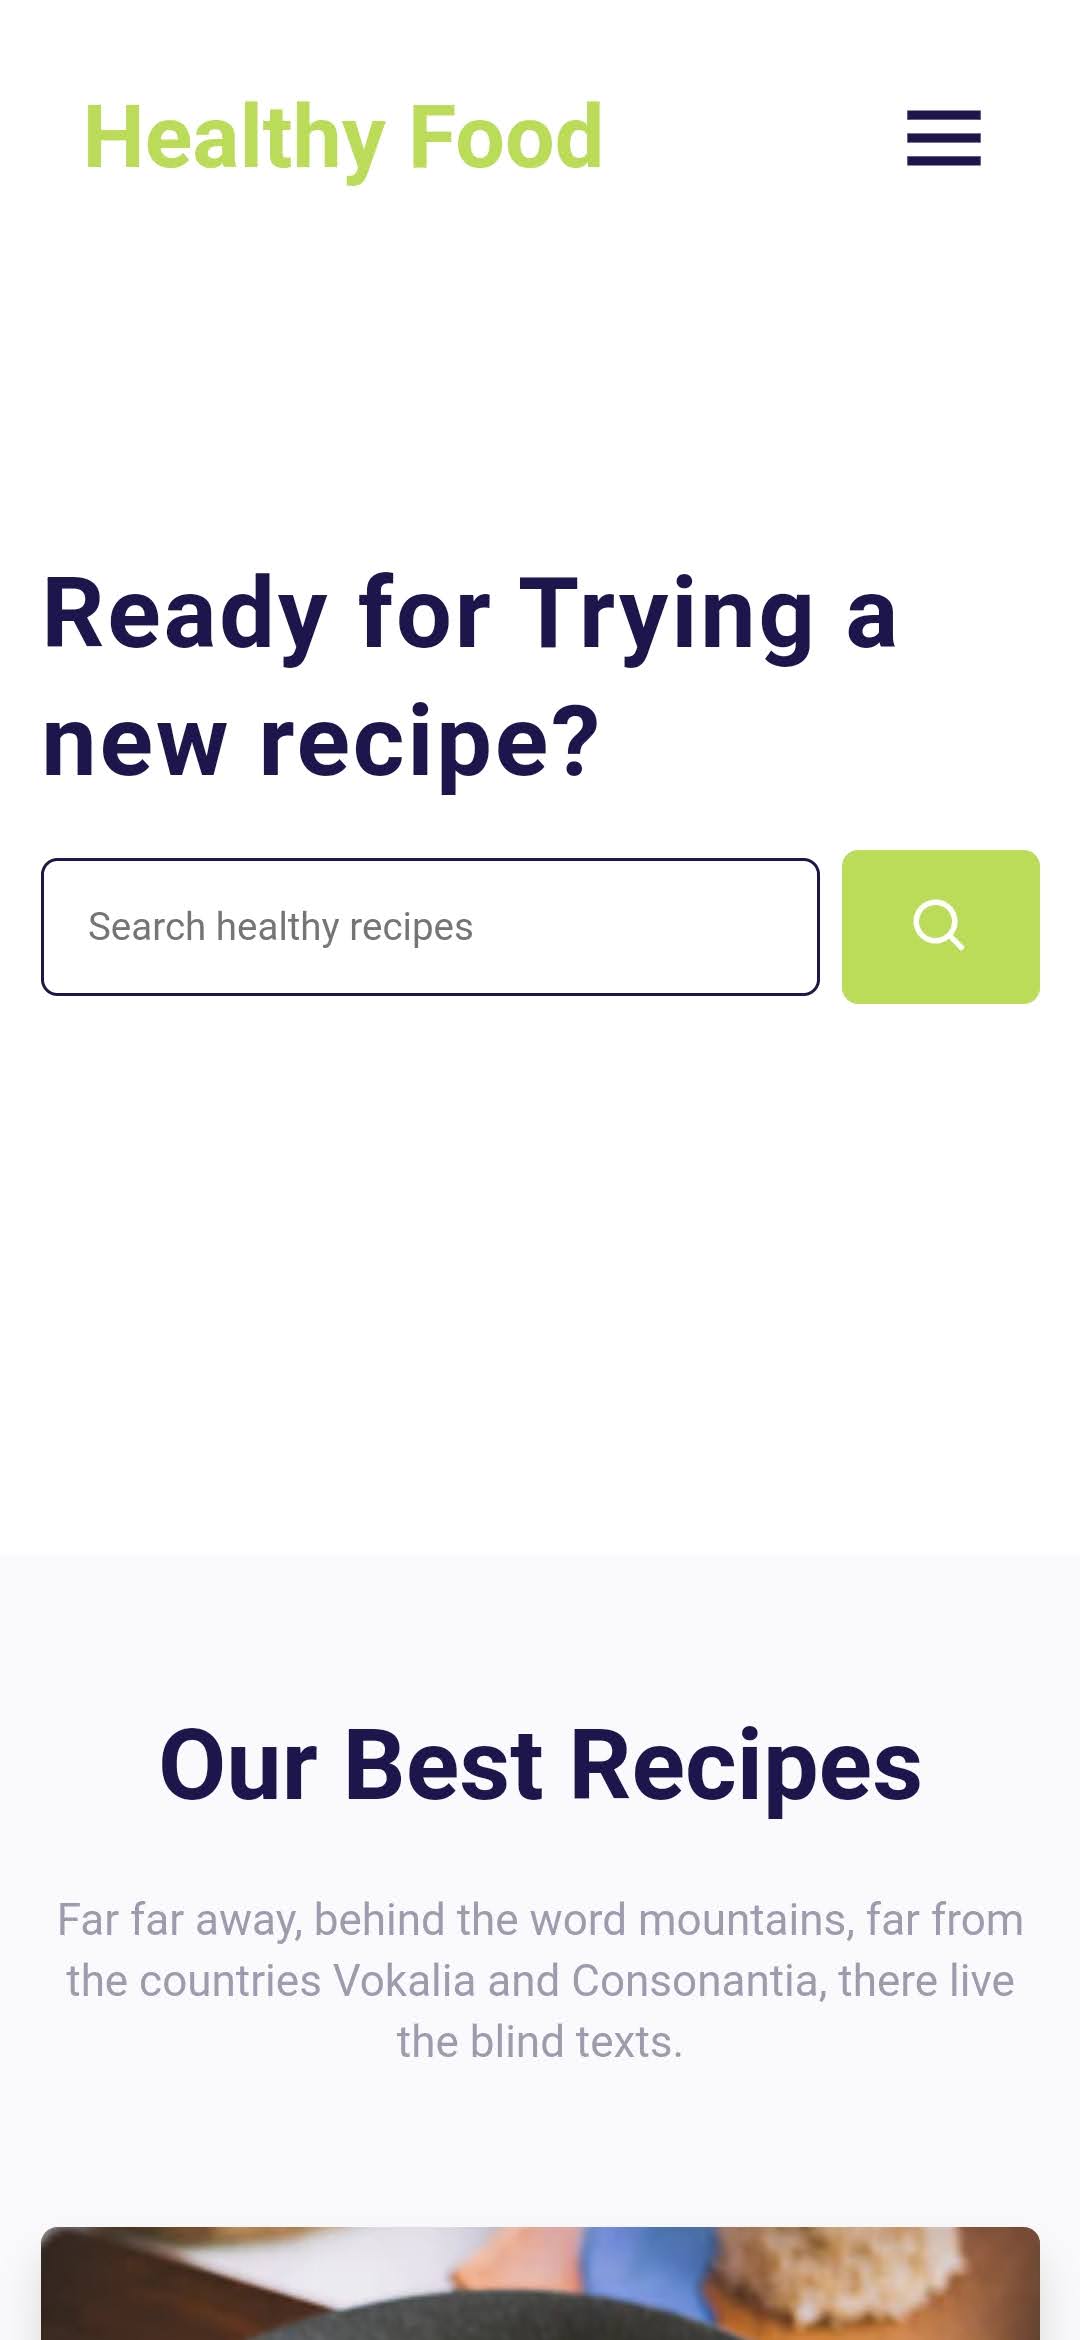 Healthy Food
Ready for Trying a
new recipe?
Search healthy recipes
Our Best Recipes
Far far away, behind the word mountains, far from
the countries Vokalia and Consonantia, there live
the blind texts.